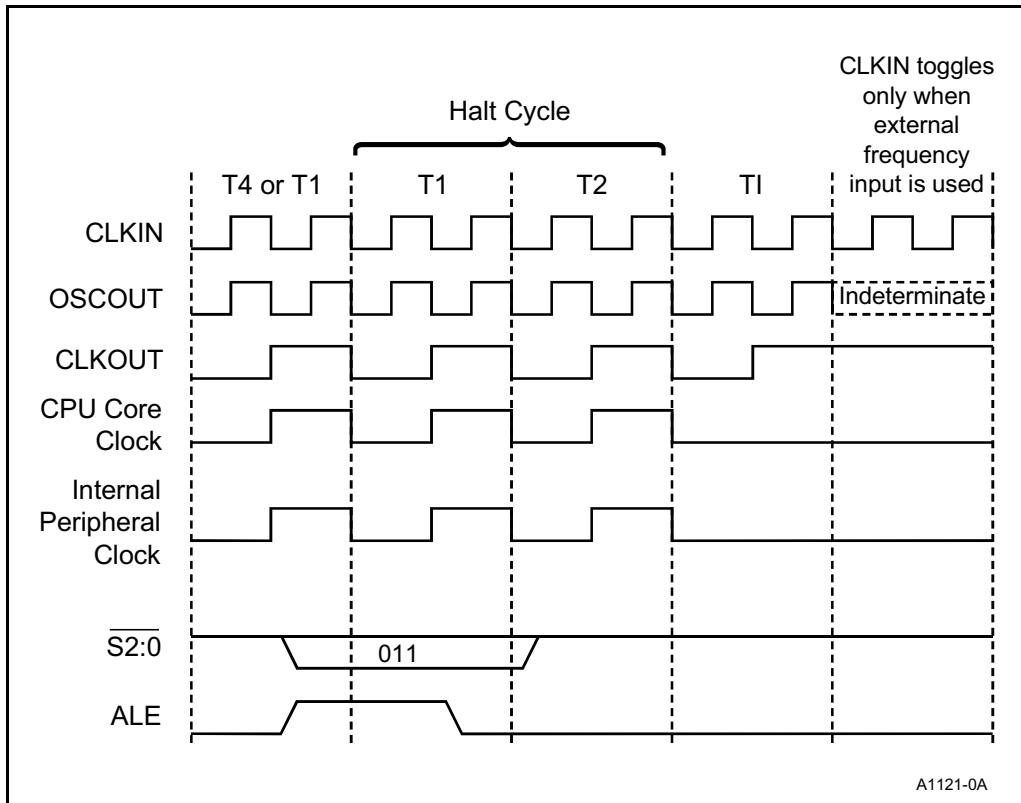 CLKIN toggles
only when
external
frequency
input is used
Halt Cycle
T4 or T1 T1 T2 TI
CLKIN
OSCOUT
Indeterminate
CLKOUT
CPU Core
Clock
Internal
Peripheral
Clock
S2:0
011
ALE
A1121-0A